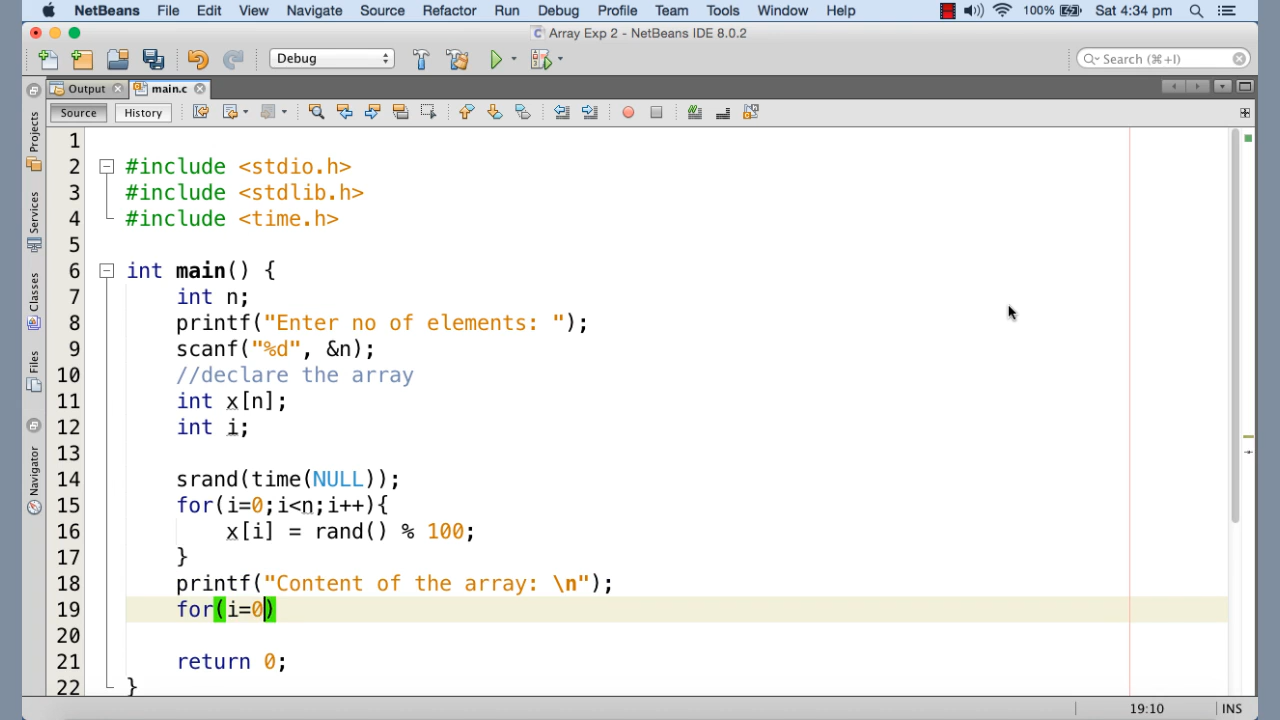 NetBeans File Edit View Navigate Source Refactor Run Debug Profile Team Tools Window Help 100% Sat 4:34 pm
Array Exp 2 - NetBeans IDE 8.0.2
Debug Search (⌘+I)
Output main.c
Source History
Projects
Services
Classes
Files
Navigator
1
2 #include <stdio.h>
3 #include <stdlib.h>
4 #include <time.h>
5
6 int main() {
7 int n;
8 printf("Enter no of elements: ");
9 scanf("%d", &n);
10 //declare the array
11 int x[n];
12 int i;
13
14 srand(time(NULL));
15 for(i=0;i<n;i++){
16 x[i] = rand() % 100;
17 }
18 printf("Content of the array: \n");
19 for(i=0)
20
21 return 0;
22 }
19:10 INS